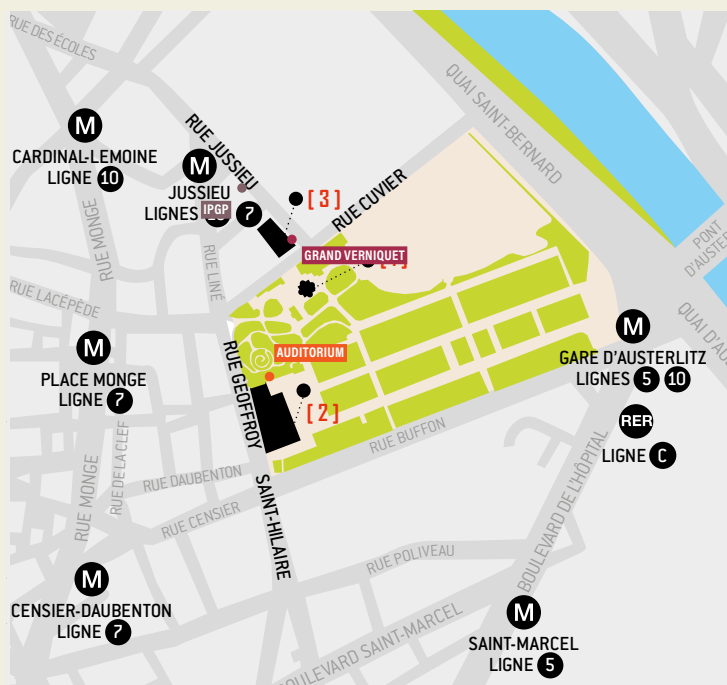 RUE DES ÉCOLES
QUAI SAINT-BERNARD
M
CARDINAL-LEMOINE
LIGNE 10
RUE JUSSIEU
M
JUSSIEU
LIGNES 7
IPGP
[ 3 ]
RUE CUVIER
PONT
RUE MONGE
RUE LINÉ
GRAND VERNIQUET
RUE LACÉPÈDE
M
PLACE MONGE
LIGNE 7
RUE GEOFFROY
SAINT-HILAIRE
AUDITORIUM
[ 2 ]
M
GARE D'AUSTERLITZ
LIGNES 5 10
RER
LIGNE C
RUE BUFFON
RUE DE LA CLEF
RUE MONGE
RUE DAUBENTON
RUE CENSIER
BOULEVARD DE L'HÔPITAL
RUE POLIVEAU
M
CENSIER-DAUBENTON
LIGNE 7
BOULEVARD SAINT-MARCEL
M
SAINT-MARCEL
LIGNE 5